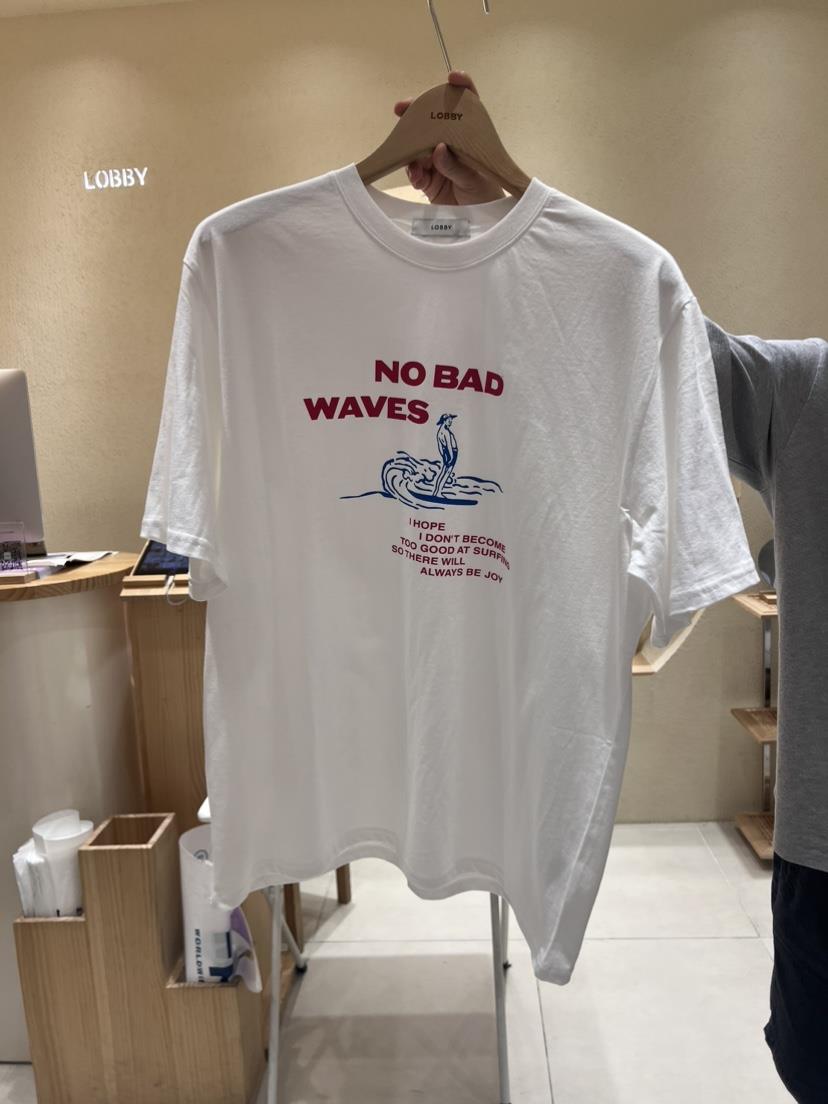 LOBBY
LOBBY
LOBBY
NO BAD
WAVES
I HOPE
I DON'T BECOME
TOO GOOD AT SURFING
SO THERE WILL
ALWAYS BE JOY